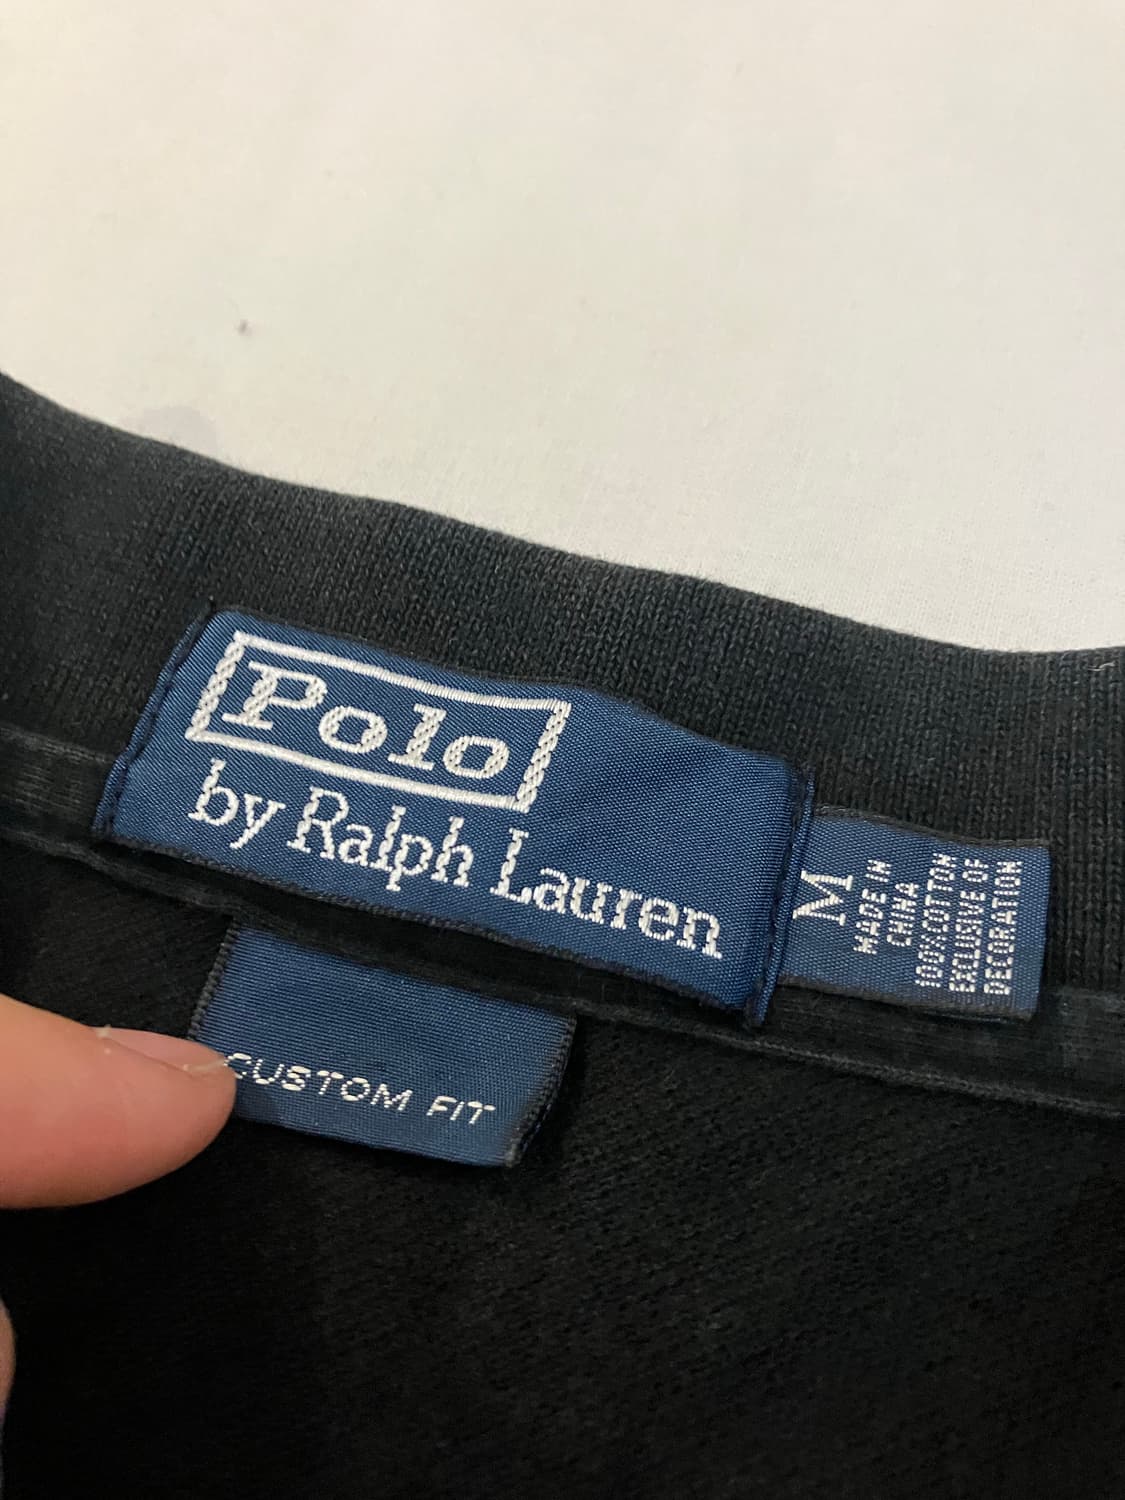 Polo
by Ralph Lauren
M
MADE IN
CHINA
100% COTTON
EXCLUSIVE OF
DECORATION
CUSTOM FIT